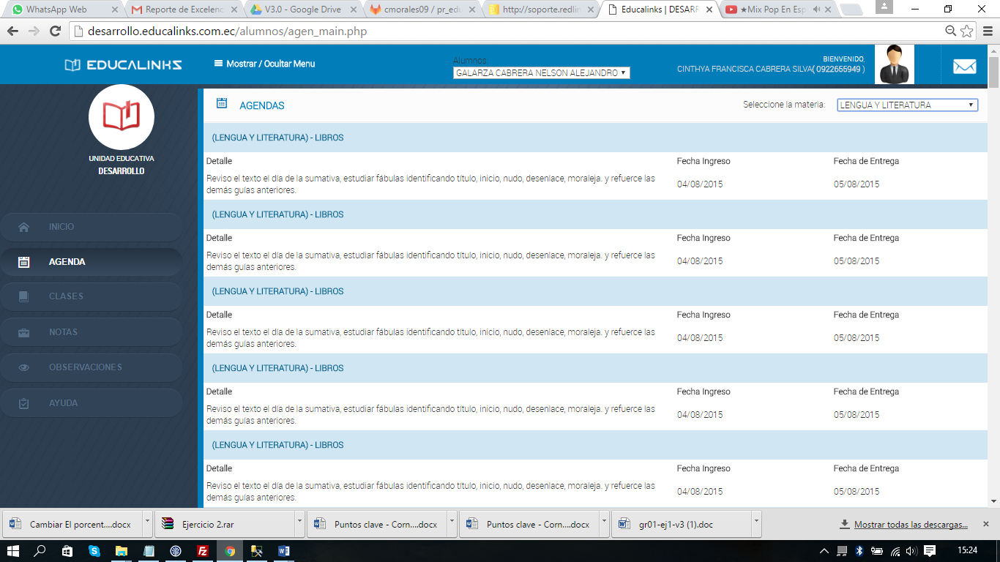 WhatsApp Web
Reporte de Excelenc
V3.0 - Google Drive
cmorales09 / pr_edu
http://soporte.redlin
Educalinks | DESARR
★Mix Pop En Esp
desarrollo.educalinks.com.ec/alumnos/agen_main.php
EDUCALINKS
Mostrar / Ocultar Menu
Alumnos:
GALARZA CABRERA NELSON ALEJANDRO
BIENVENIDO,
CINTHYA FRANCISCA CABRERA SILVA( 0922655949 )
UNIDAD EDUCATIVA
DESARROLLO
INICIO
AGENDA
CLASES
NOTAS
OBSERVACIONES
AYUDA
AGENDAS
Seleccione la materia:
LENGUA Y LITERATURA
(LENGUA Y LITERATURA) - LIBROS
Detalle Fecha Ingreso Fecha de Entrega
Reviso el texto el día de la sumativa, estudiar fábulas identificando título, inicio, nudo, desenlace, moraleja. y refuerce las
demás guías anteriores.
04/08/2015 05/08/2015
(LENGUA Y LITERATURA) - LIBROS
Detalle Fecha Ingreso Fecha de Entrega
Reviso el texto el día de la sumativa, estudiar fábulas identificando título, inicio, nudo, desenlace, moraleja. y refuerce las
demás guías anteriores.
04/08/2015 05/08/2015
(LENGUA Y LITERATURA) - LIBROS
Detalle Fecha Ingreso Fecha de Entrega
Reviso el texto el día de la sumativa, estudiar fábulas identificando título, inicio, nudo, desenlace, moraleja. y refuerce las
demás guías anteriores.
04/08/2015 05/08/2015
(LENGUA Y LITERATURA) - LIBROS
Detalle Fecha Ingreso Fecha de Entrega
Reviso el texto el día de la sumativa, estudiar fábulas identificando título, inicio, nudo, desenlace, moraleja. y refuerce las
demás guías anteriores.
04/08/2015 05/08/2015
(LENGUA Y LITERATURA) - LIBROS
Detalle Fecha Ingreso Fecha de Entrega
Reviso el texto el día de la sumativa, estudiar fábulas identificando título, inicio, nudo, desenlace, moraleja. y refuerce las
demás guías anteriores.
04/08/2015 05/08/2015
Cambiar El porcent....docx
Ejercicio 2.rar
Puntos clave - Corn....docx
Puntos clave - Corn....docx
gr01-ej1-v3 (1).doc
Mostrar todas las descargas...
15:24